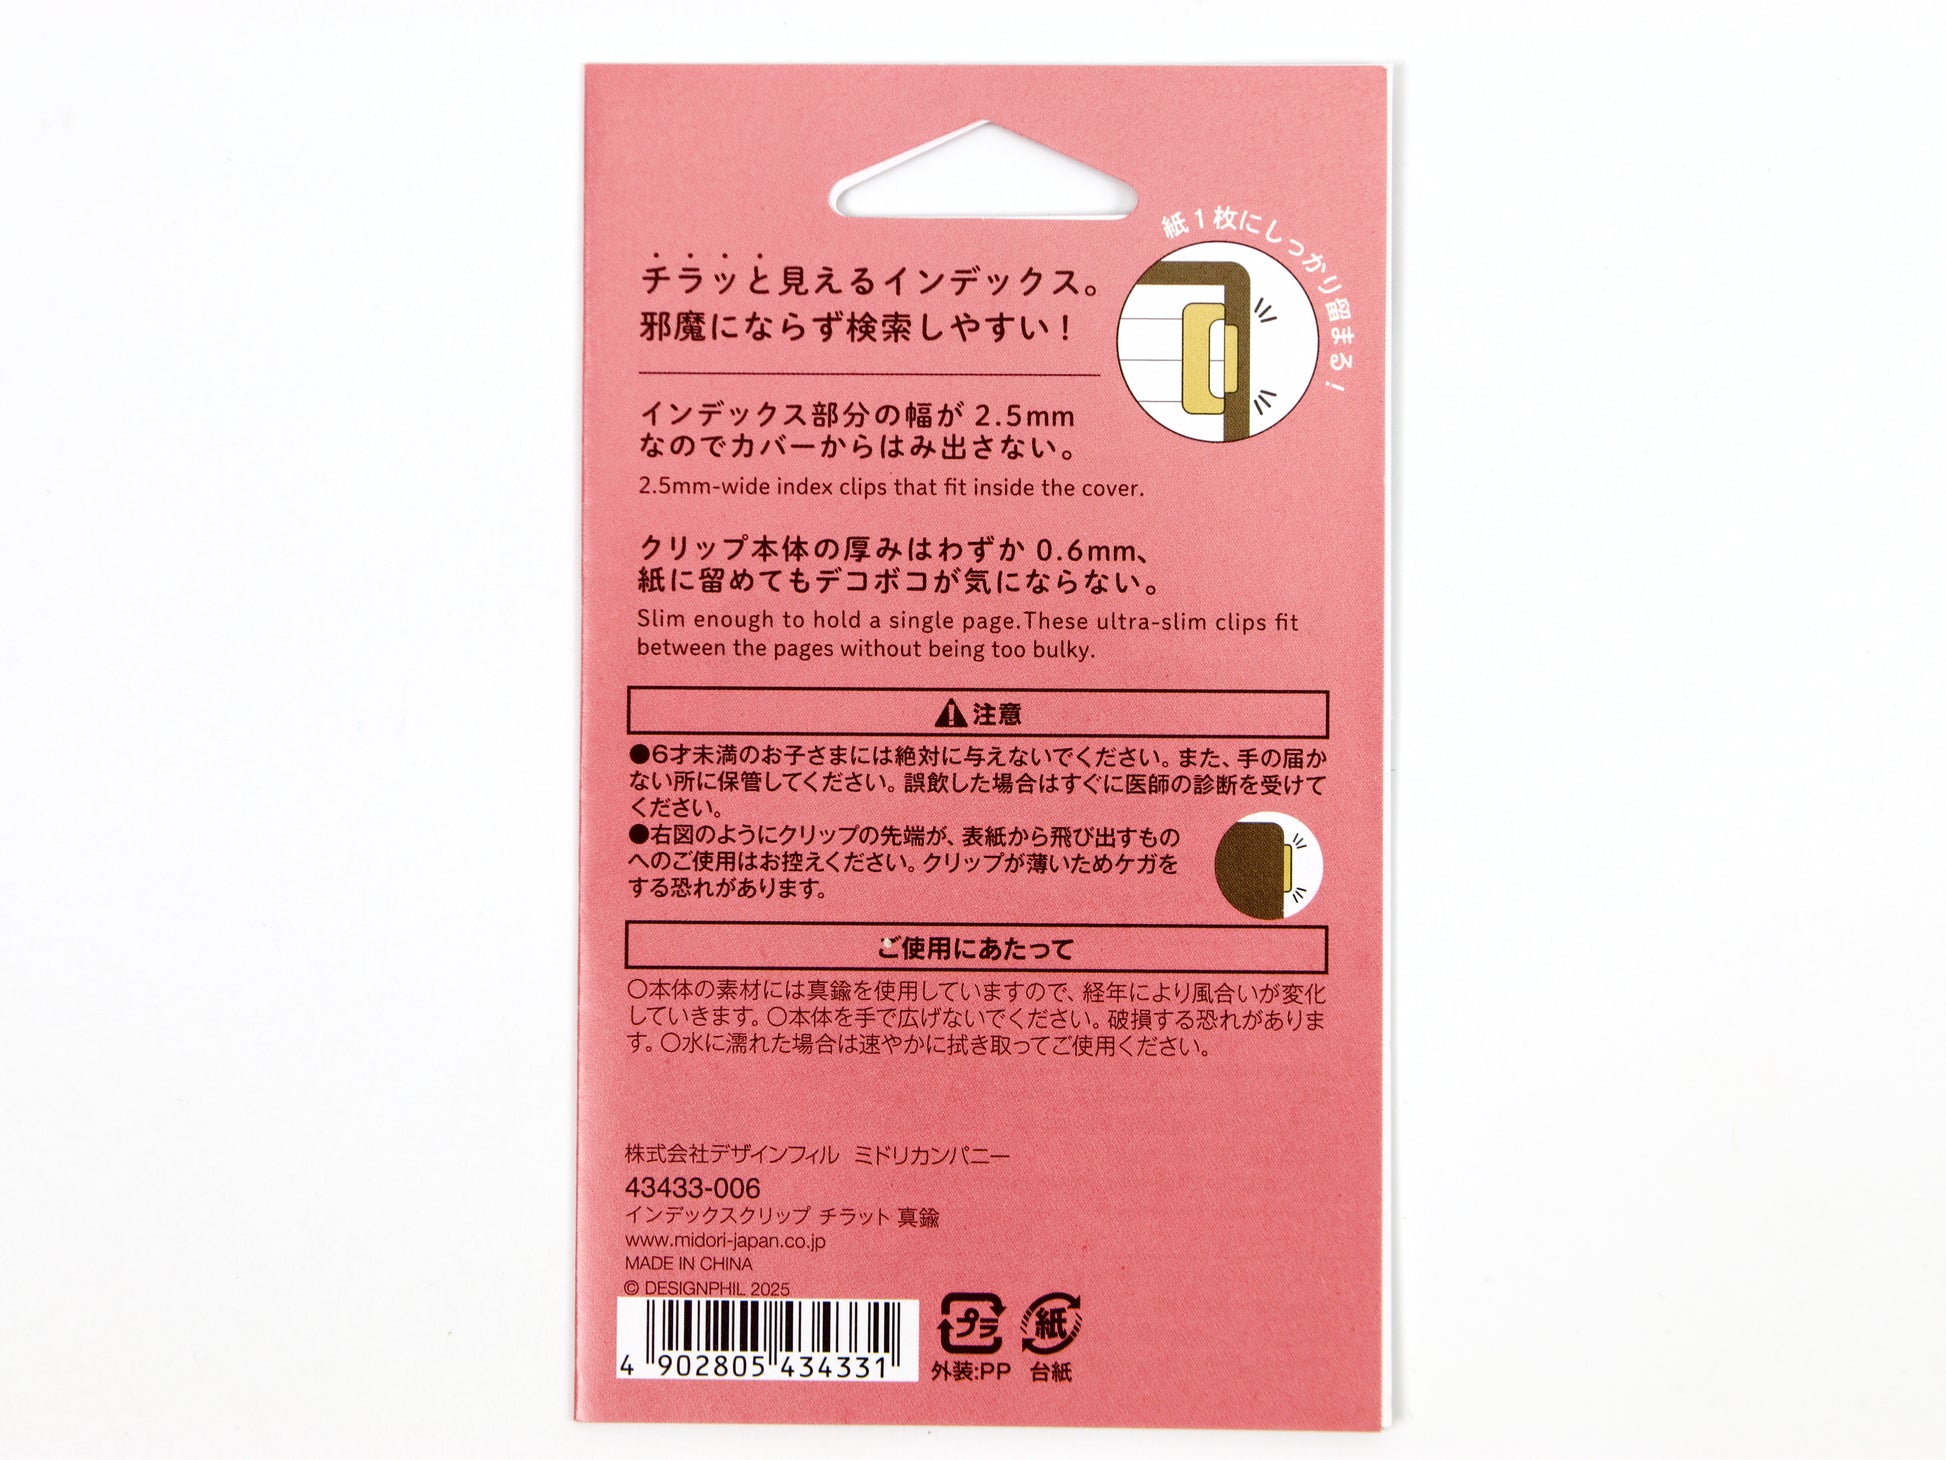 チラッと見えるインデックス。
邪魔にならず検索しやすい！
紙1枚にしっかり留まる！
インデックス部分の幅が 2.5mm
なのでカバーからはみ出さない。
2.5mm-wide index clips that fit inside the cover.
クリップ本体の厚みはわずか 0.6mm、
紙に留めてもデコボコが気にならない。
Slim enough to hold a single page.These ultra-slim clips fit
between the pages without being too bulky.
注意
●6才未満のお子さまには絶対に与えないでください。また、手の届か
ない所に保管してください。誤飲した場合はすぐに医師の診断を受けて
ください。
●右図のようにクリップの先端が、表紙から飛び出すもの
へのご使用はお控えください。クリップが薄いためケガを
する恐れがあります。
ご使用にあたって
○本体の素材には真鍮を使用していますので、経年により風合いが変化
していきます。○本体を手で広げないでください。破損する恐れがありま
す。○水に濡れた場合は速やかに拭き取ってご使用ください。
株式会社デザインフィル ミドリカンパニー
43433-006
インデックスクリップ チラット 真鍮
www.midori-japan.co.jp
MADE IN CHINA
© DESIGNPHIL 2025
4 902805 434331
プラ
外装:PP
紙
台紙